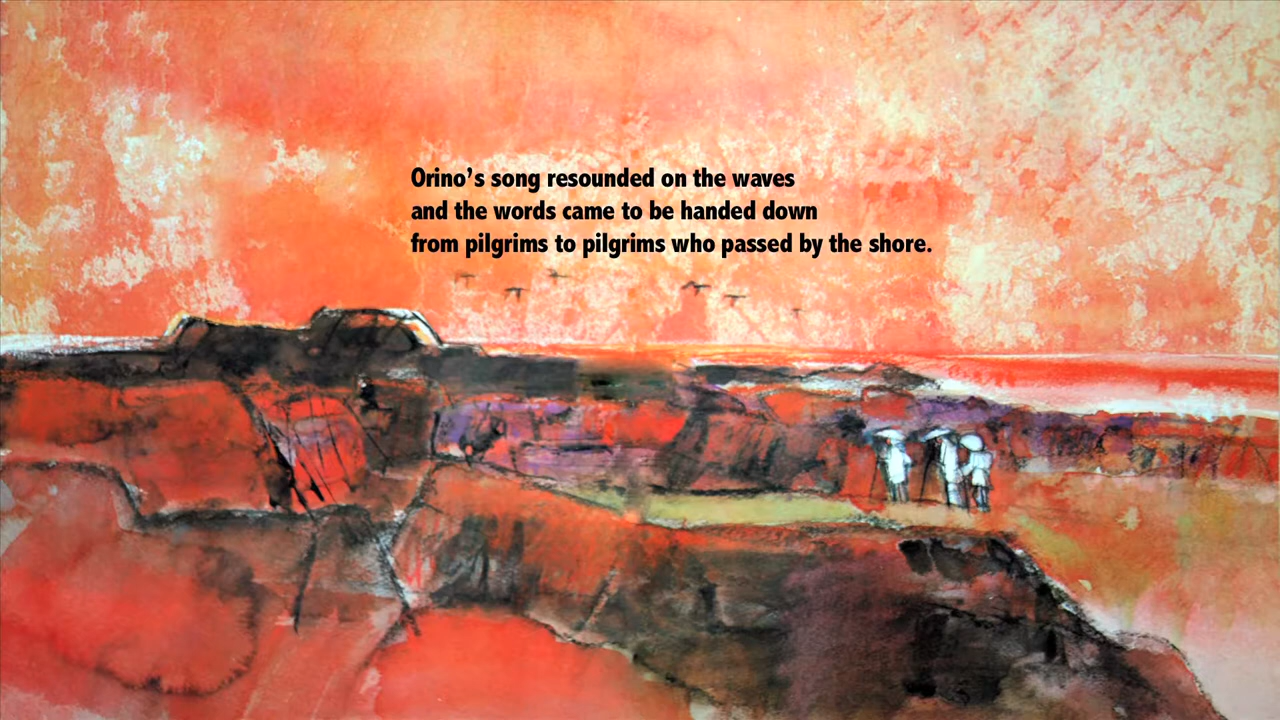 Orino’s song resounded on the waves
and the words came to be handed down
from pilgrims to pilgrims who passed by the shore.